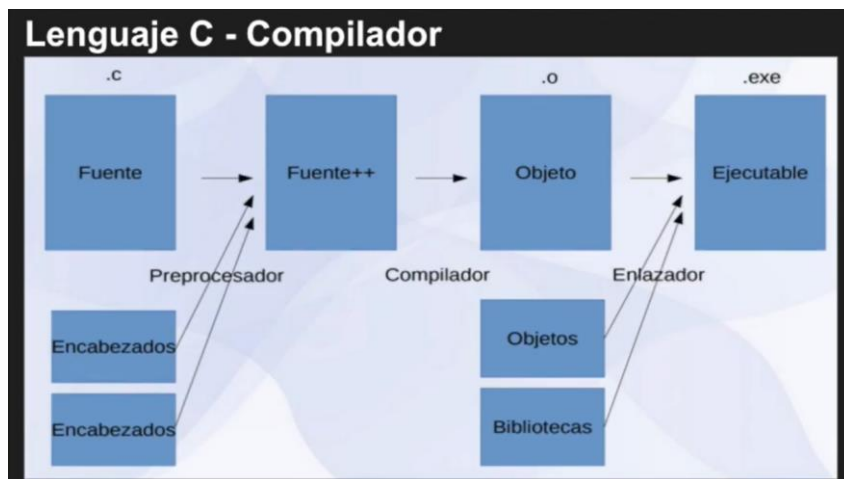 Lenguaje C - Compilador
.c
.o
.exe
Fuente
Fuente++
Objeto
Ejecutable
Preprocesador
Compilador
Enlazador
Encabezados
Objetos
Encabezados
Bibliotecas